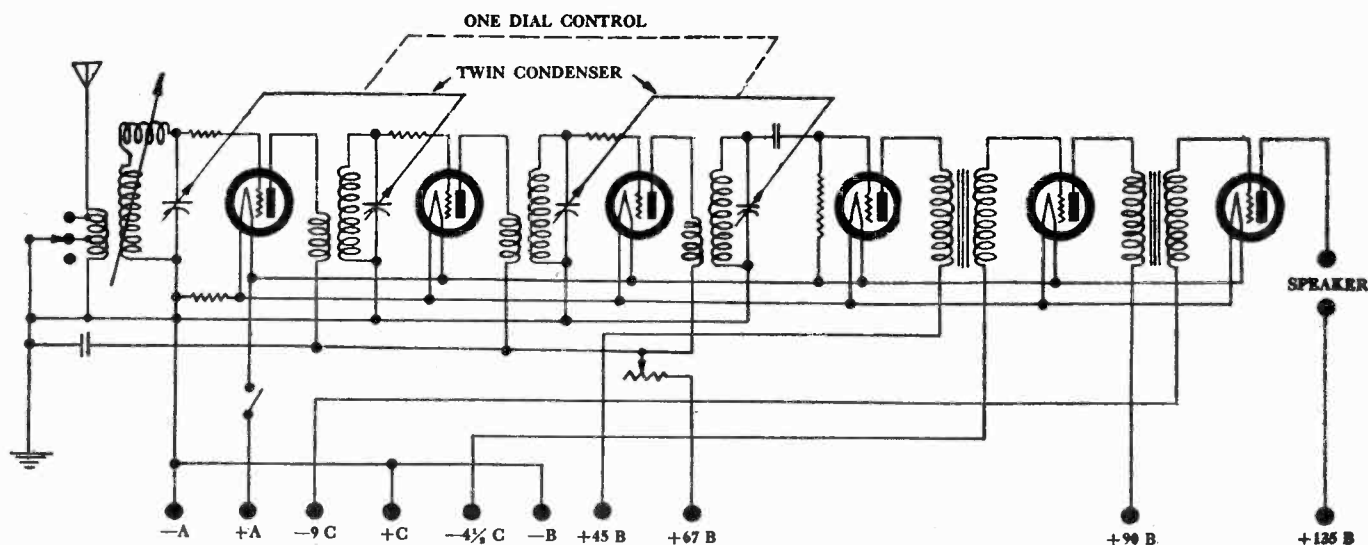 ONE DIAL CONTROL
TWIN CONDENSER
SPEAKER
—A +A —9 C +C —4½ C —B +45 B +67 B +90 B +135 B